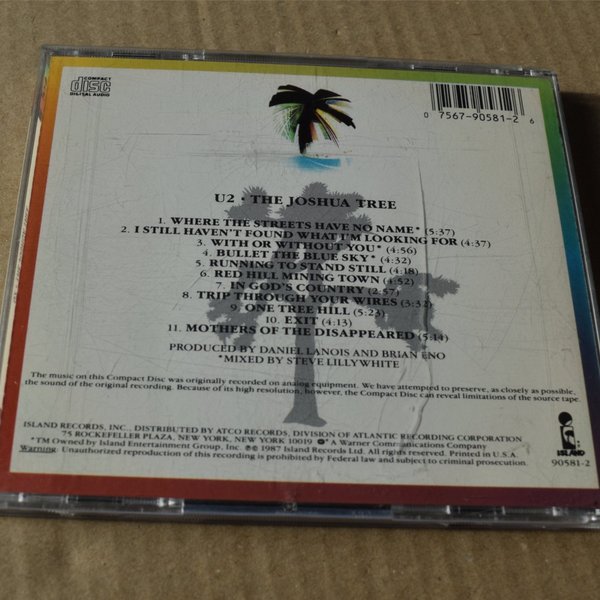 COMPACT
disc
DIGITAL AUDIO
0 7567-90581-2 6
U2 · THE JOSHUA TREE
1. WHERE THE STREETS HAVE NO NAME* (5:37)
2. I STILL HAVEN'T FOUND WHAT I'M LOOKING FOR (4:37)
3. WITH OR WITHOUT YOU* (4:56)
4. BULLET THE BLUE SKY* (4:32)
5. RUNNING TO STAND STILL (4:18)
6. RED HILL MINING TOWN (4:52)
7. IN GOD'S COUNTRY (2:57)
8. TRIP THROUGH YOUR WIRES (3:32)
9. ONE TREE HILL (5:23)
10. EXIT (4:13)
11. MOTHERS OF THE DISAPPEARED (5:14)
PRODUCED BY DANIEL LANOIS AND BRIAN ENO
*MIXED BY STEVE LILLYWHITE
The music on this Compact Disc was originally recorded on analog equipment. We have attempted to preserve, as closely as possible,
the sound of the original recording. Because of its high resolution, however, the Compact Disc can reveal limitations of the source tape.
ISLAND RECORDS, INC., DISTRIBUTED BY ATCO RECORDS, DIVISION OF ATLANTIC RECORDING CORPORATION
75 ROCKEFELLER PLAZA, NEW YORK, NEW YORK 10019 A Warner Communications Company
*TM Owned by Island Entertainment Group, Inc. ℗© 1987 Island Records Ltd. All rights reserved. Printed in U.S.A.
Warning: Unauthorized reproduction of this recording is prohibited by Federal law and subject to criminal prosecution.
ISLAND
90581-2